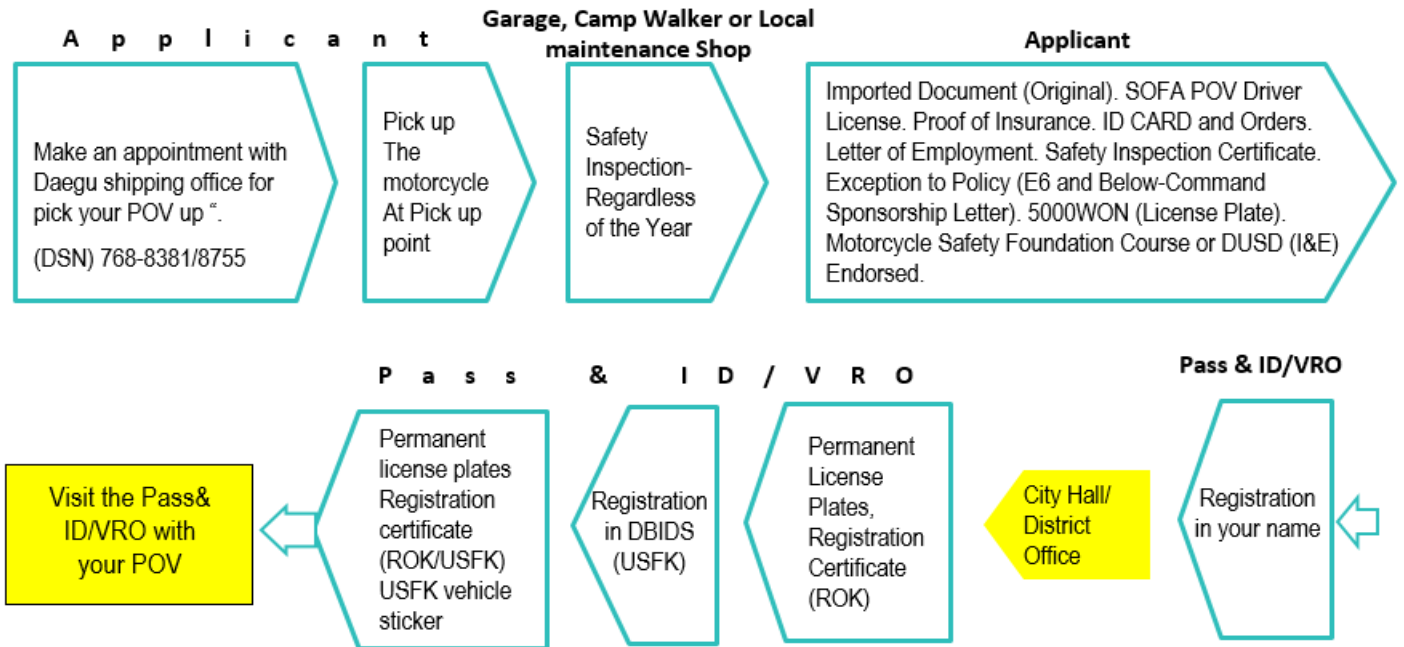 A p p l i c a n t
Make an appointment with
Daegu shipping office for
pick your POV up “.
(DSN) 768-8381/8755
Pick up
The
motorcycle
At Pick up
point
Garage, Camp Walker or Local
maintenance Shop
Safety
Inspection-
Regardless
of the Year
Applicant
Imported Document (Original). SOFA POV Driver
License. Proof of Insurance. ID CARD and Orders.
Letter of Employment. Safety Inspection Certificate.
Exception to Policy (E6 and Below-Command
Sponsorship Letter). 5000WON (License Plate).
Motorcycle Safety Foundation Course or DUSD (I&E)
Endorsed.
Pass & ID/VRO
Registration
in your name
City Hall/
District
Office
P a s s & I D / V R O
Permanent
License
Plates,
Registration
Certificate
(ROK)
Registration
in DBIDS
(USFK)
Permanent
license plates
Registration
certificate
(ROK/USFK)
USFK vehicle
sticker
Visit the Pass&
ID/VRO with
your POV